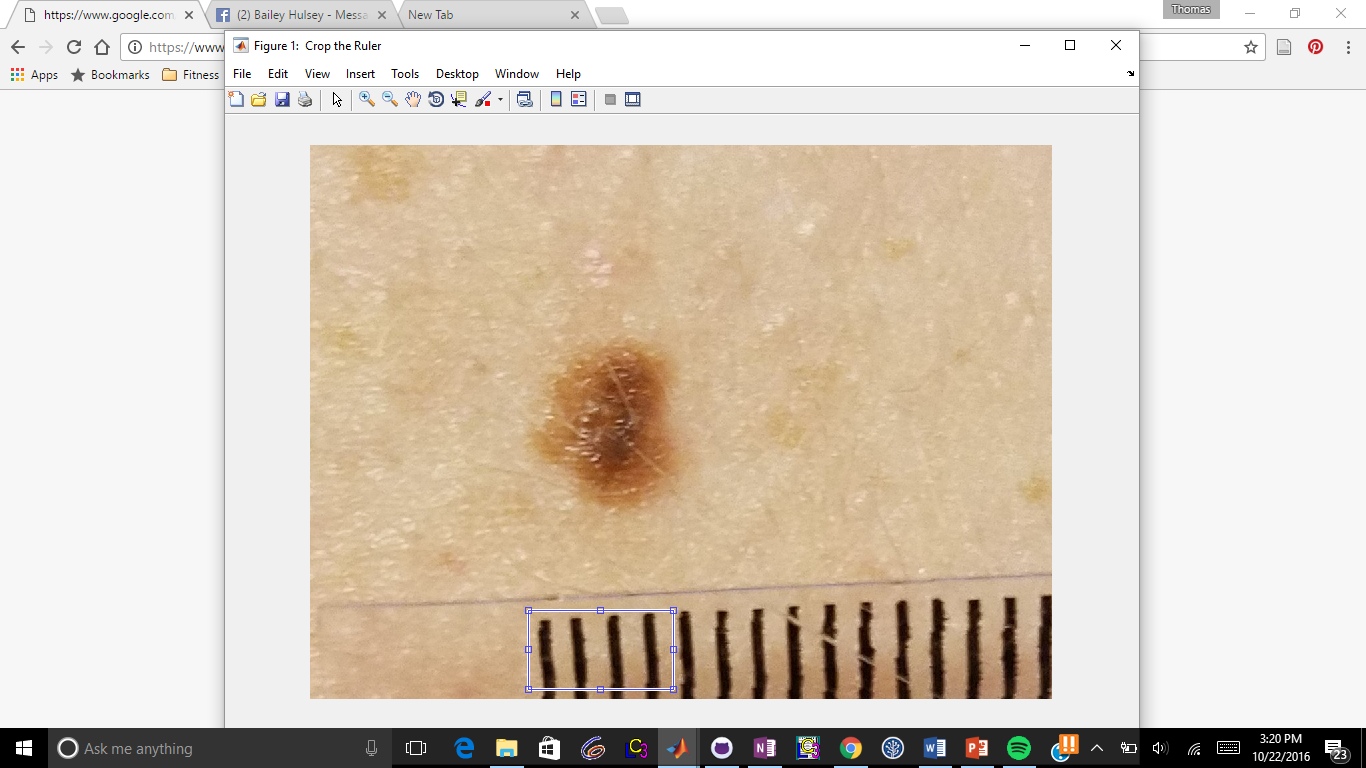 https://www.google.com
(2) Bailey Hulsey - Messa
New Tab
Thomas
https://www
Apps
Bookmarks
Fitness
Figure 1: Crop the Ruler
File Edit View Insert Tools Desktop Window Help
Ask me anything
3:20 PM
10/22/2016
23